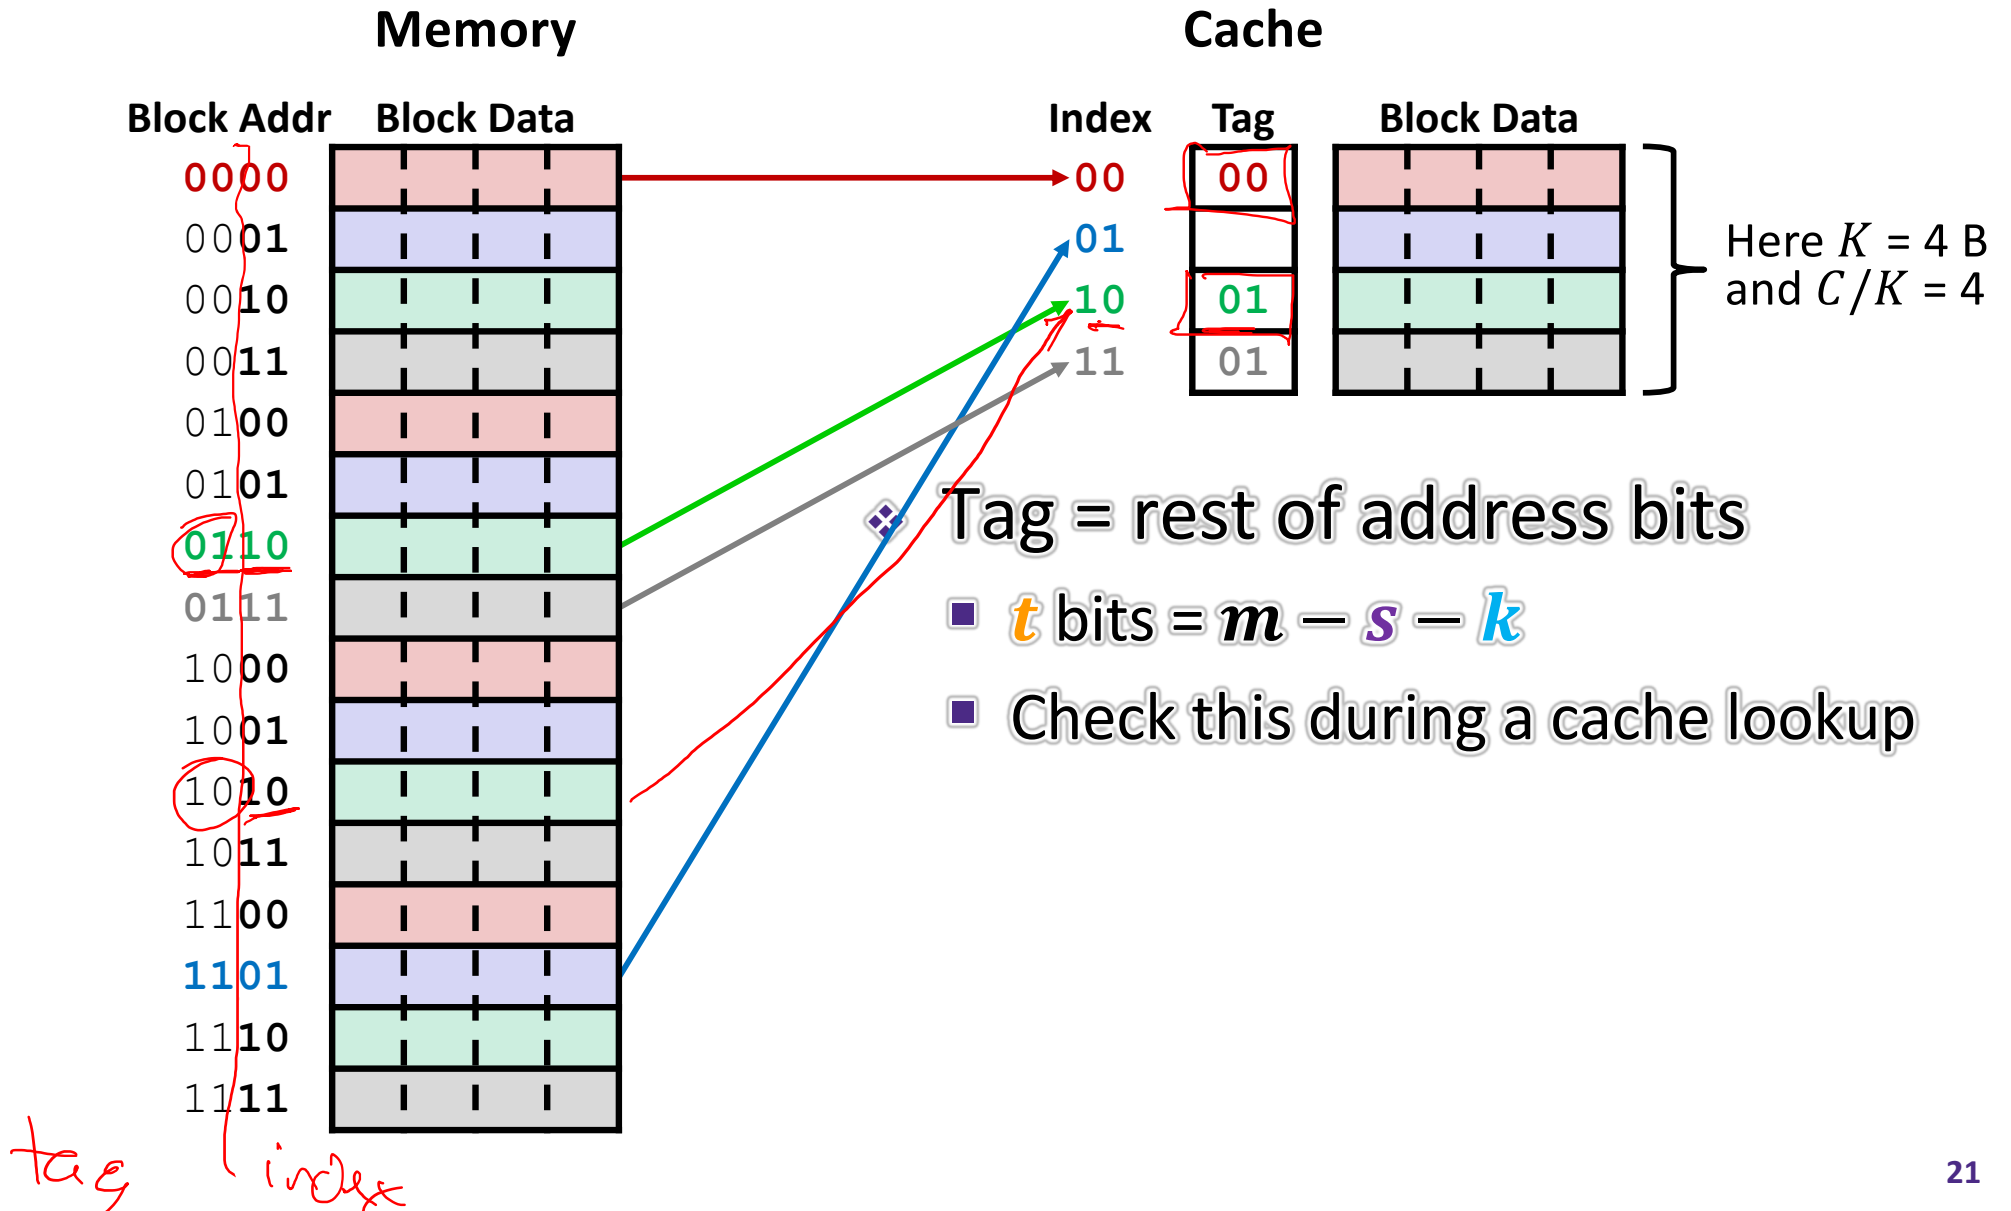 Memory
Cache
Block Addr Block Data
Index Tag Block Data
0000
0001
0010
0011
0100
0101
0110
0111
1000
1001
1010
1011
1100
1101
1110
1111
00 00
01
10 01
11 01
Here K = 4 B
and C/K = 4
Tag = rest of address bits
t bits = m – s – k
Check this during a cache lookup
tag index
21